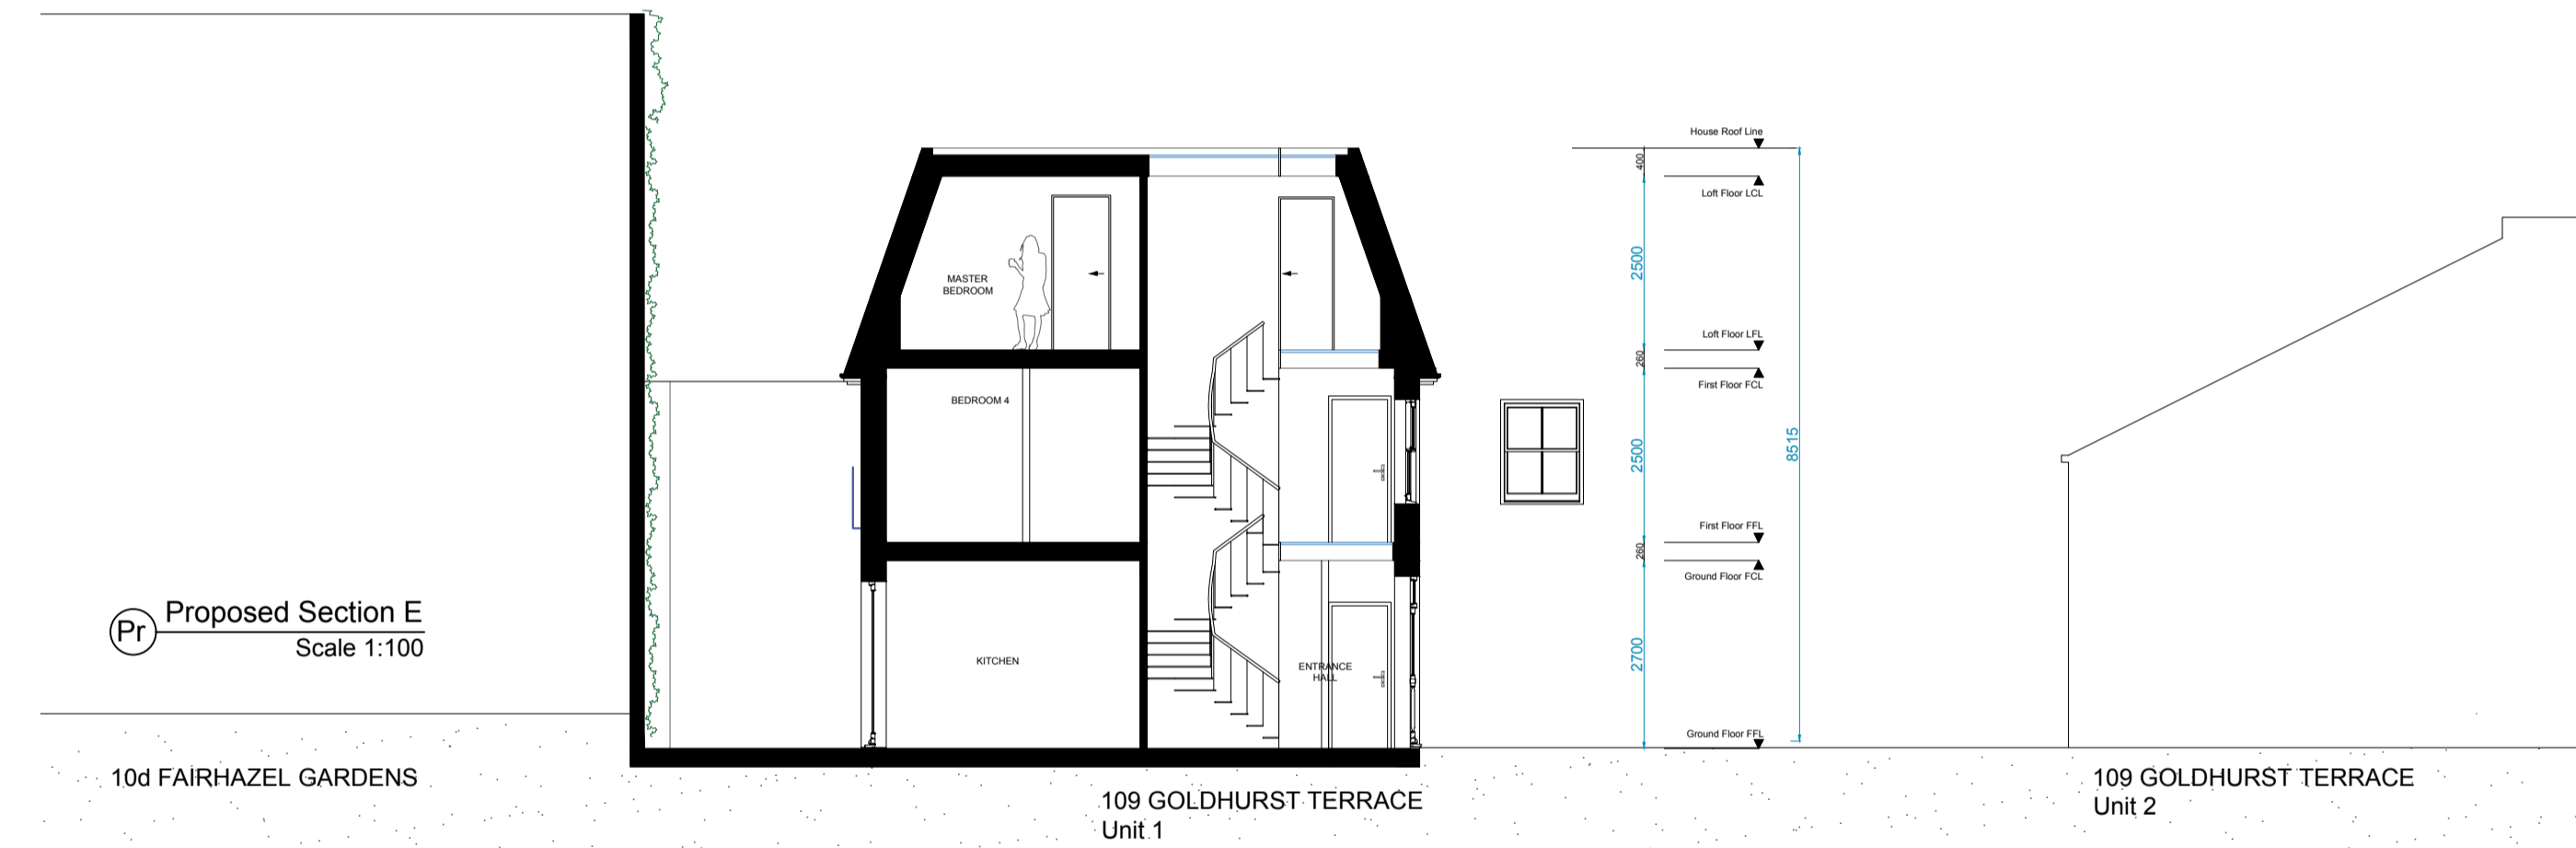 House Roof Line
400
Loft Floor LCL
2500
MASTER
BEDROOM
Loft Floor LFL
260
First Floor FCL
BEDROOM 4
2500
8515
First Floor FFL
260
Ground Floor FCL
Pr
Proposed Section E
Scale 1:100
KITCHEN
ENTRANCE
HALL
2700
Ground Floor FFL
10d FAIRHAZEL GARDENS
109 GOLDHURST TERRACE
Unit 1
109 GOLDHURST TERRACE
Unit 2